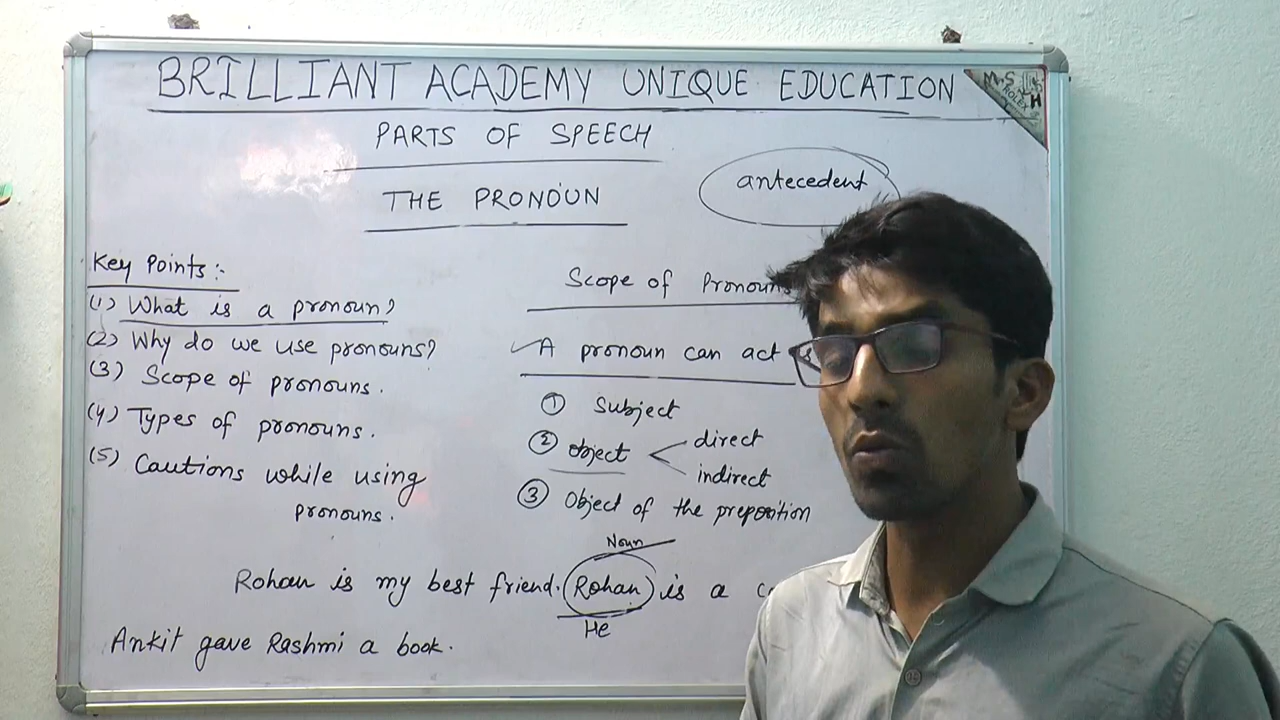 BRILLIANT ACADEMY UNIQUE EDUCATION
PARTS OF SPEECH
THE PRONOUN
antecedent
Key Points:-
(1) What is a pronoun?
(2) Why do we use pronouns?
(3) Scope of pronouns.
(4) Types of pronouns.
(5) Cautions while using
pronouns.
Scope of Pronouns
A pronoun can act
① Subject
② object
direct
indirect
③ Object of the preposition
Noun
Rohan is my best friend. Rohan is a
He
Ankit gave Rashmi a book.